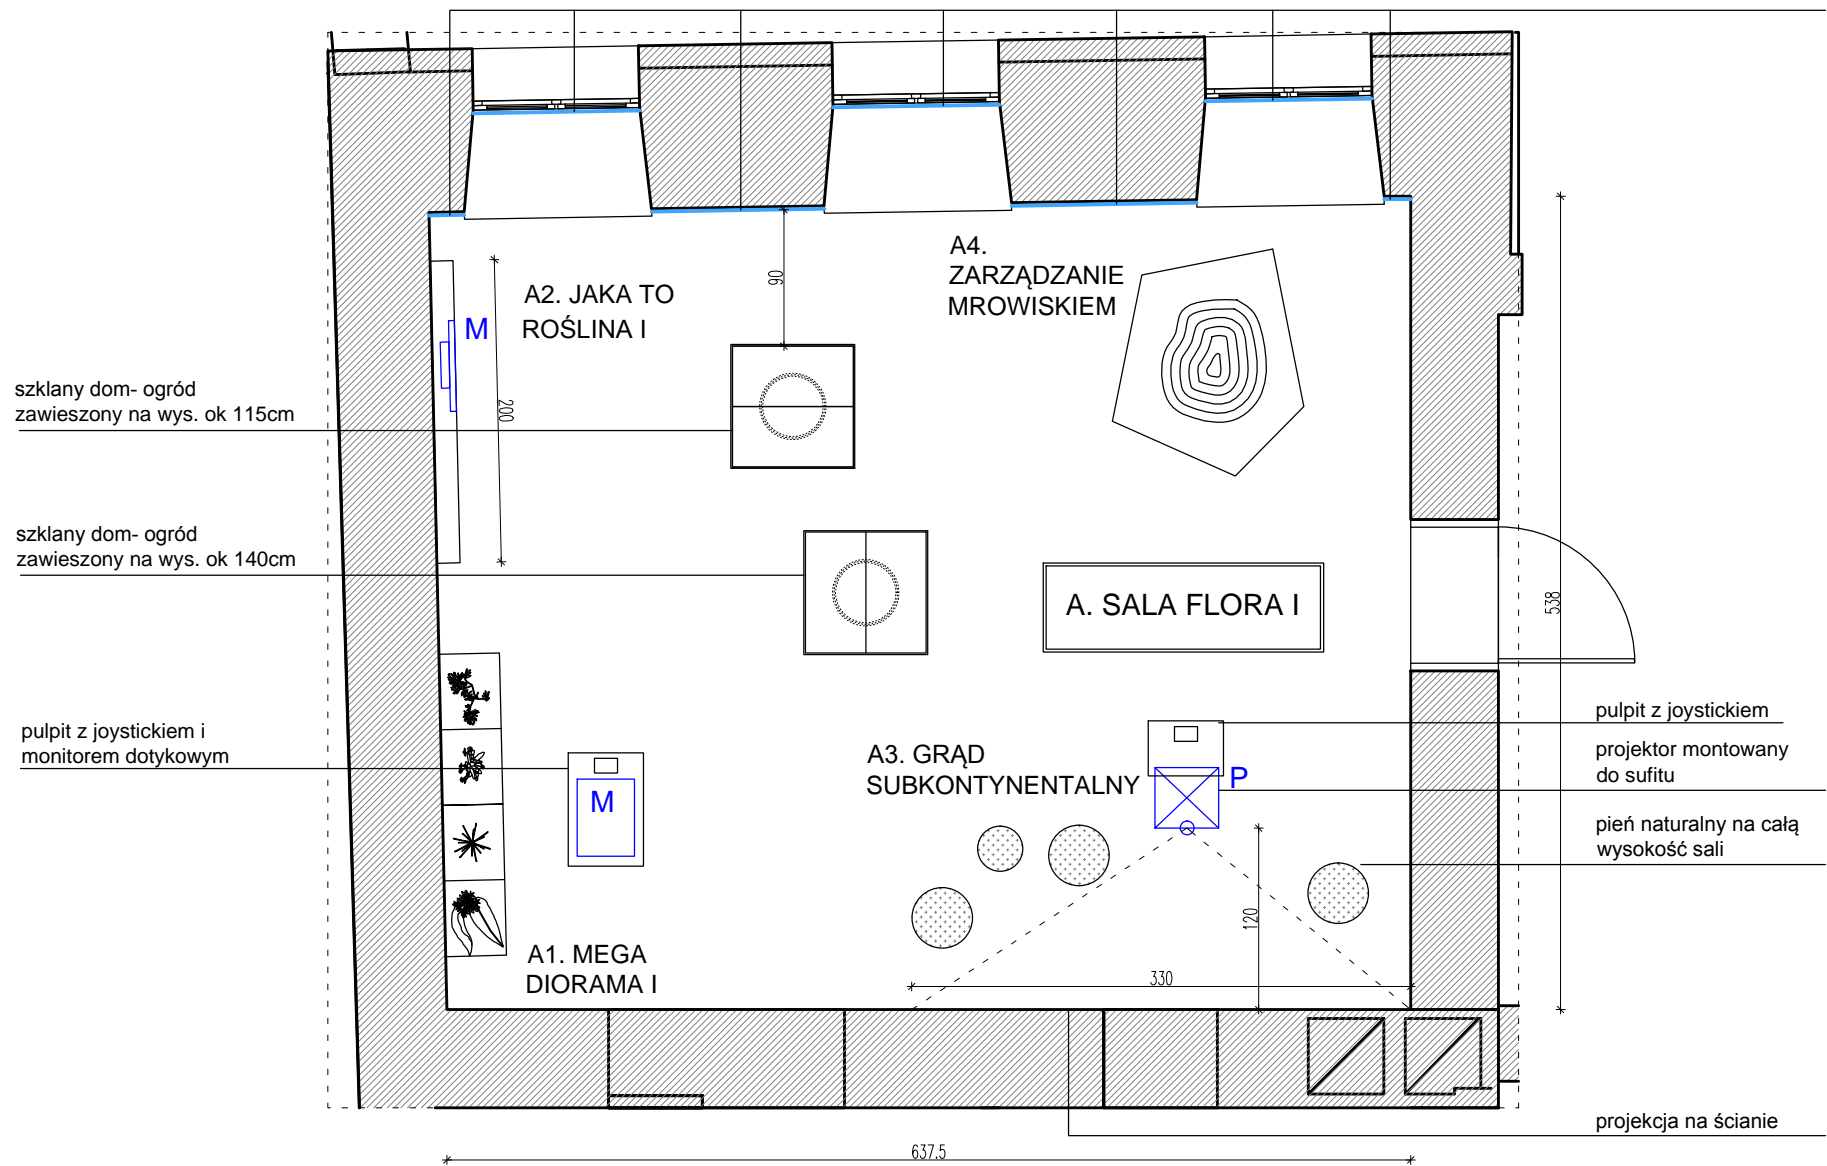 A2. JAKA TO
ROŚLINA I
A4.
ZARZĄDZANIE
MROWISKIEM
90
M
200
szklany dom- ogród
zawieszony na wys. ok 115cm
szklany dom- ogród
zawieszony na wys. ok 140cm
A. SALA FLORA I
538
pulpit z joystickiem i
monitorem dotykowym
M
A3. GRĄD
SUBKONTYNENTALNY
P
pulpit z joystickiem
projektor montowany
do sufitu
pień naturalny na całą
wysokość sali
120
330
A1. MEGA
DIORAMA I
projekcja na ścianie
637.5